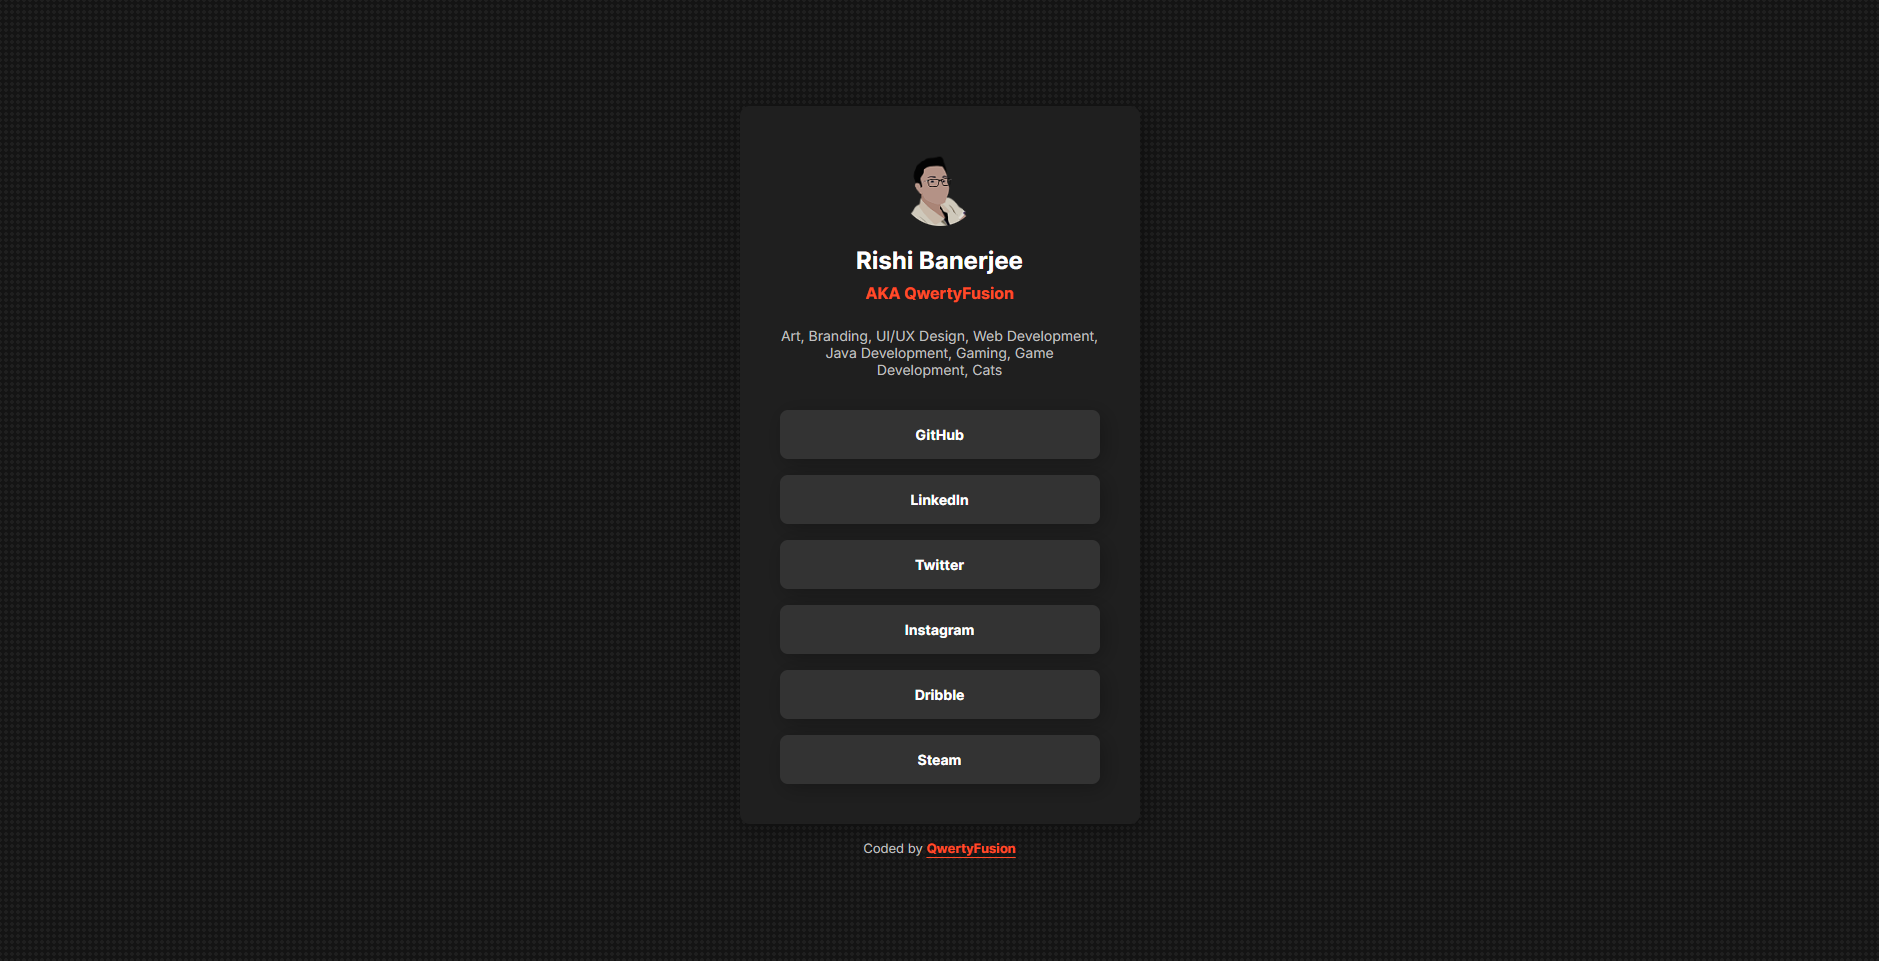 Rishi Banerjee
AKA QwertyFusion
Art, Branding, UI/UX Design, Web Development,
Java Development, Gaming, Game
Development, Cats
GitHub
LinkedIn
Twitter
Instagram
Dribble
Steam
Coded by QwertyFusion